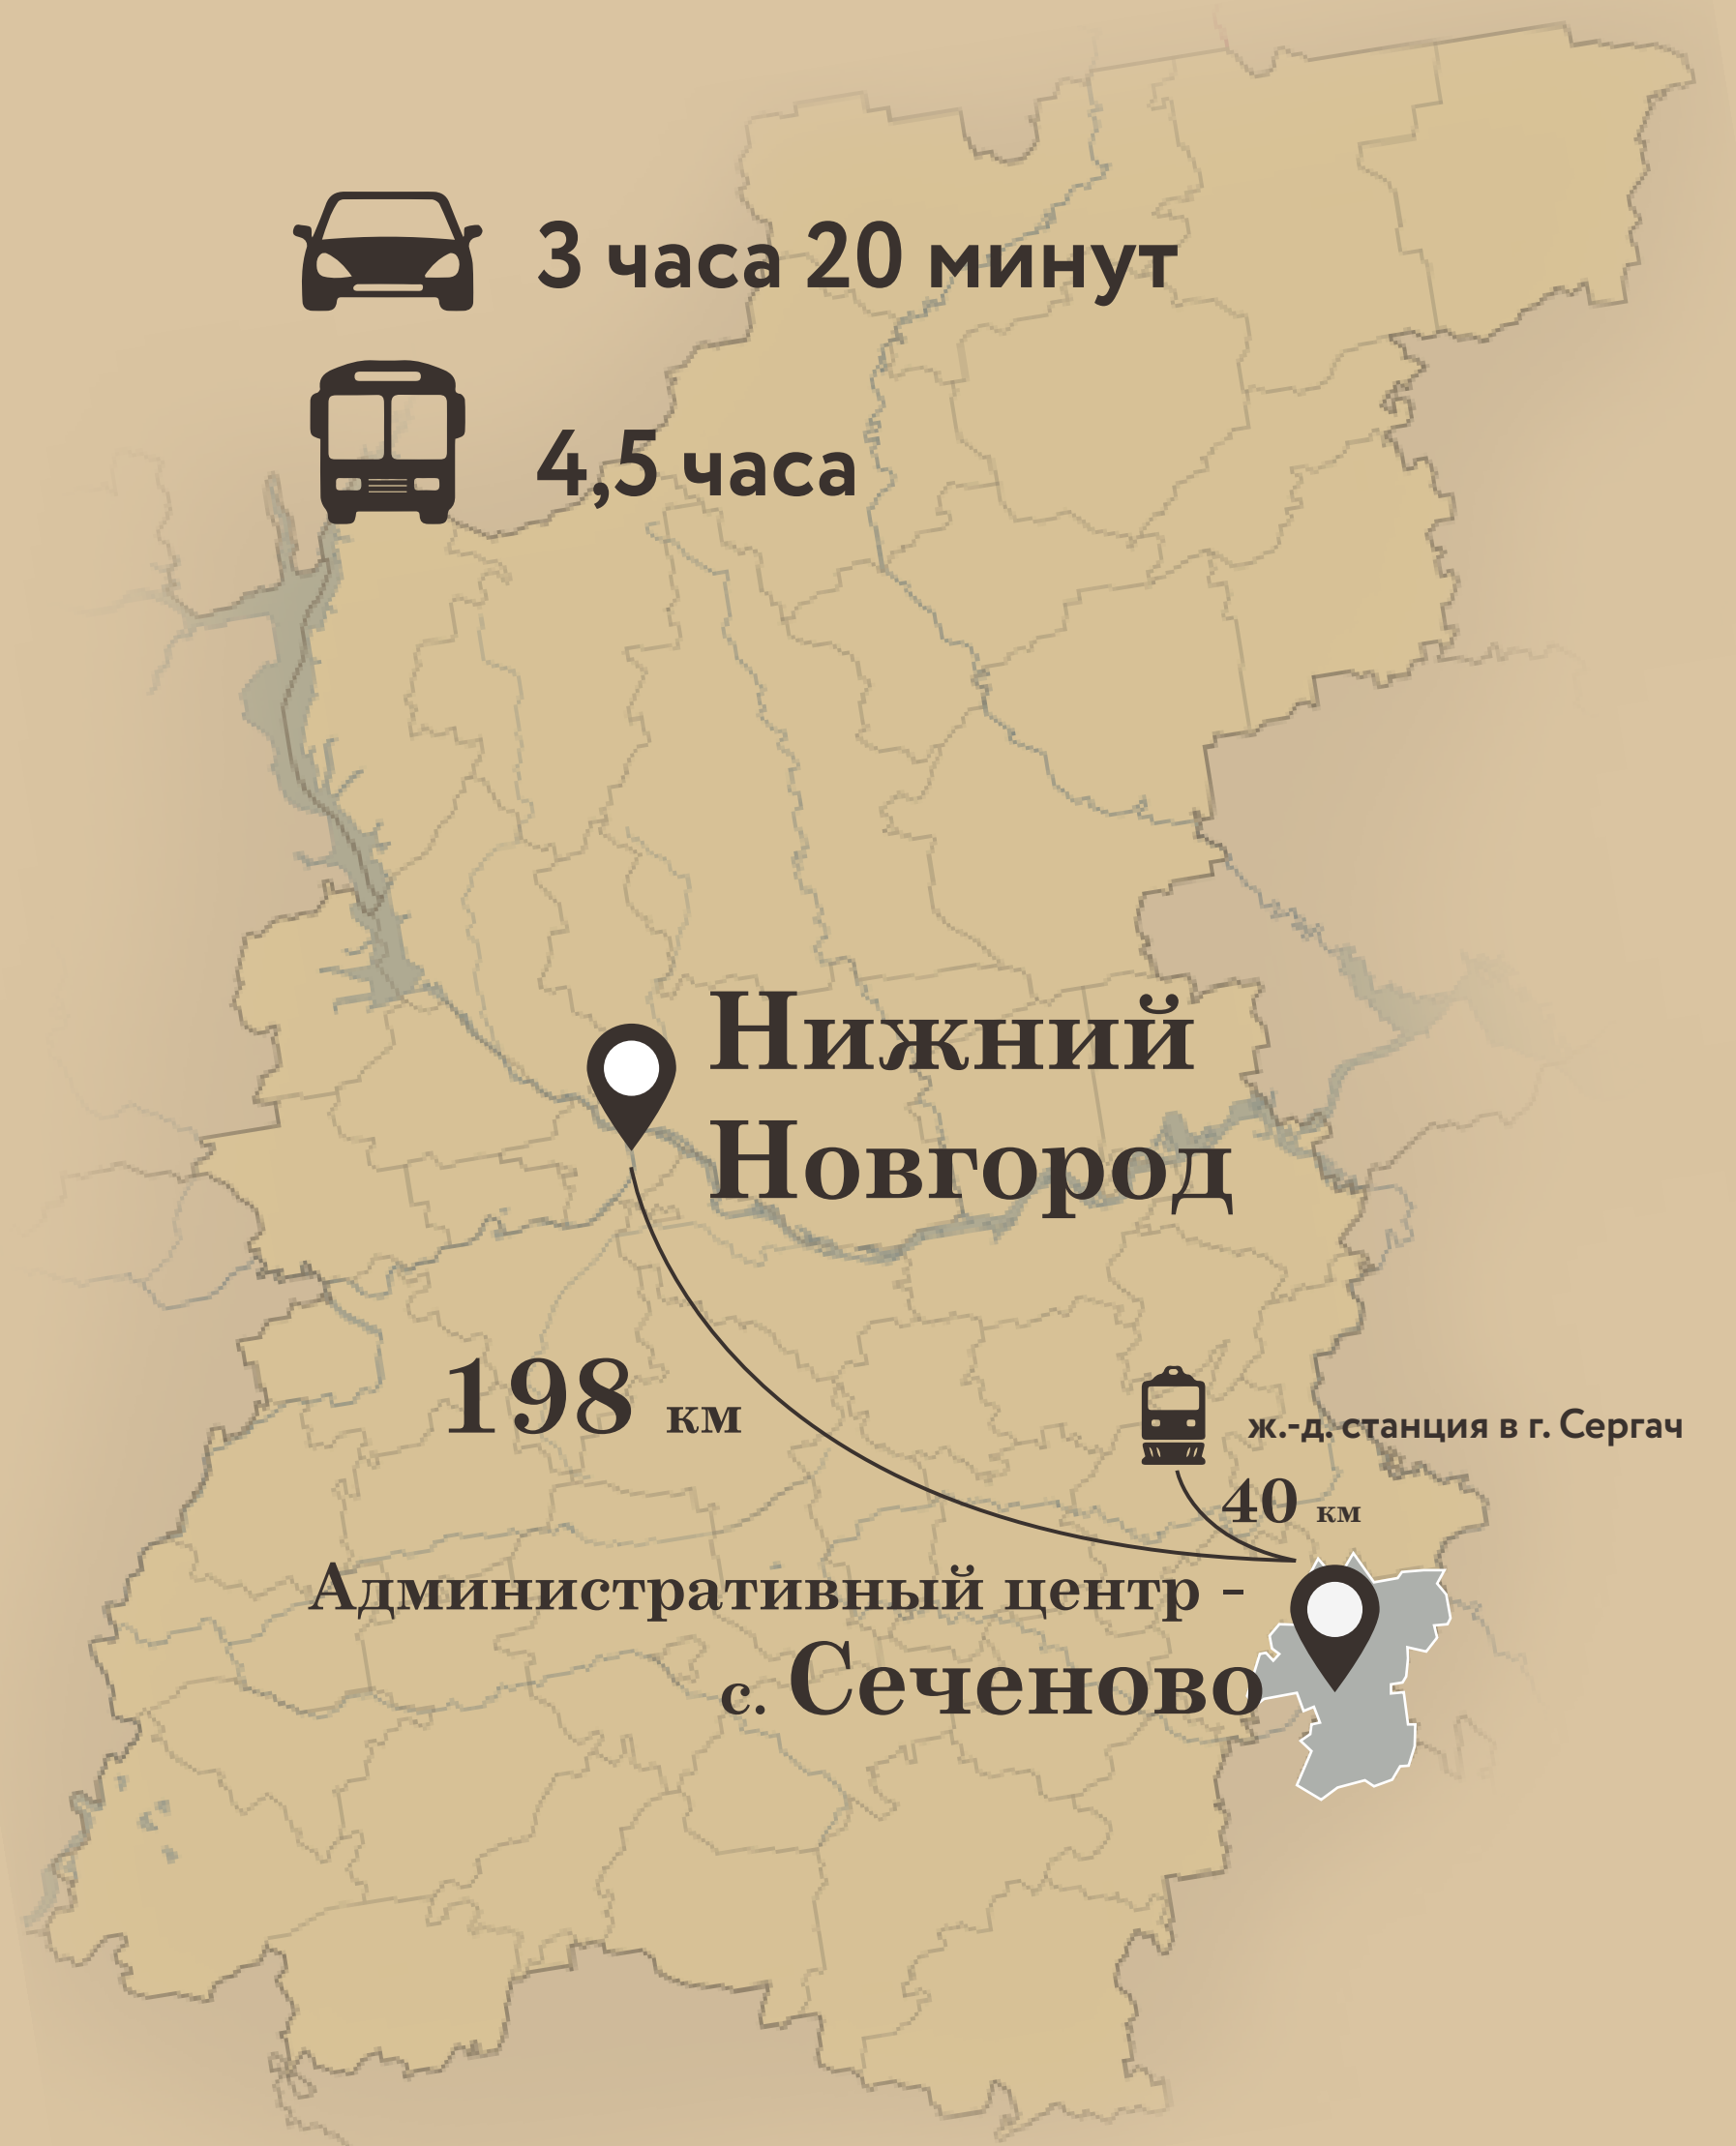 3 часа 20 минут
4,5 часа
Нижний
Новгород
198 км
ж.-д. станция в г. Сергач
40 км
Административный центр -
с. Сеченово